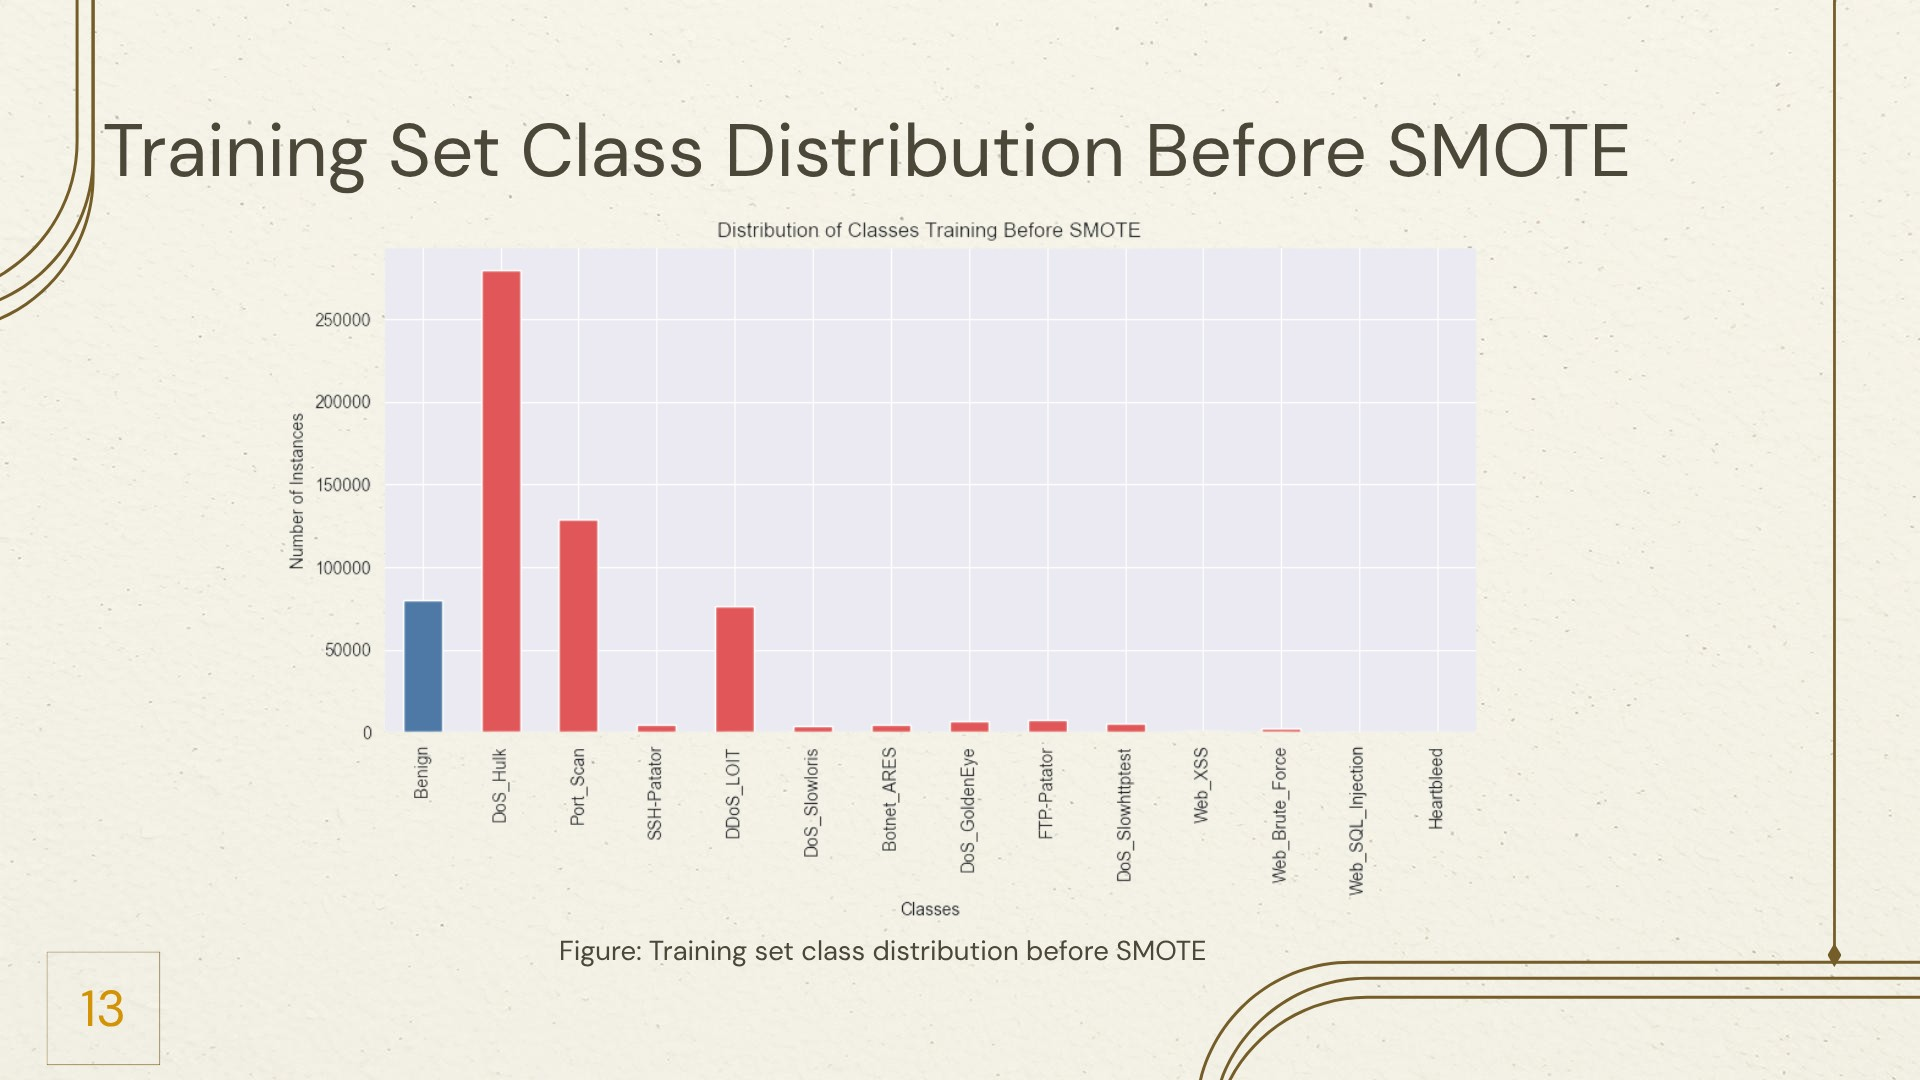 Training Set Class Distribution Before SMOTE
Distribution of Classes Training Before SMOTE
Number of Instances
250000
200000
150000
100000
50000
0
Benign
DoS_Hulk
Port_Scan
SSH-Patator
DDoS_LOIT
DoS_Slowloris
Botnet_ARES
DoS_GoldenEye
FTP-Patator
DoS_Slowhttptest
Web_XSS
Web_Brute_Force
Web_SQL_Injection
Heartbleed
Classes
Figure: Training set class distribution before SMOTE
13